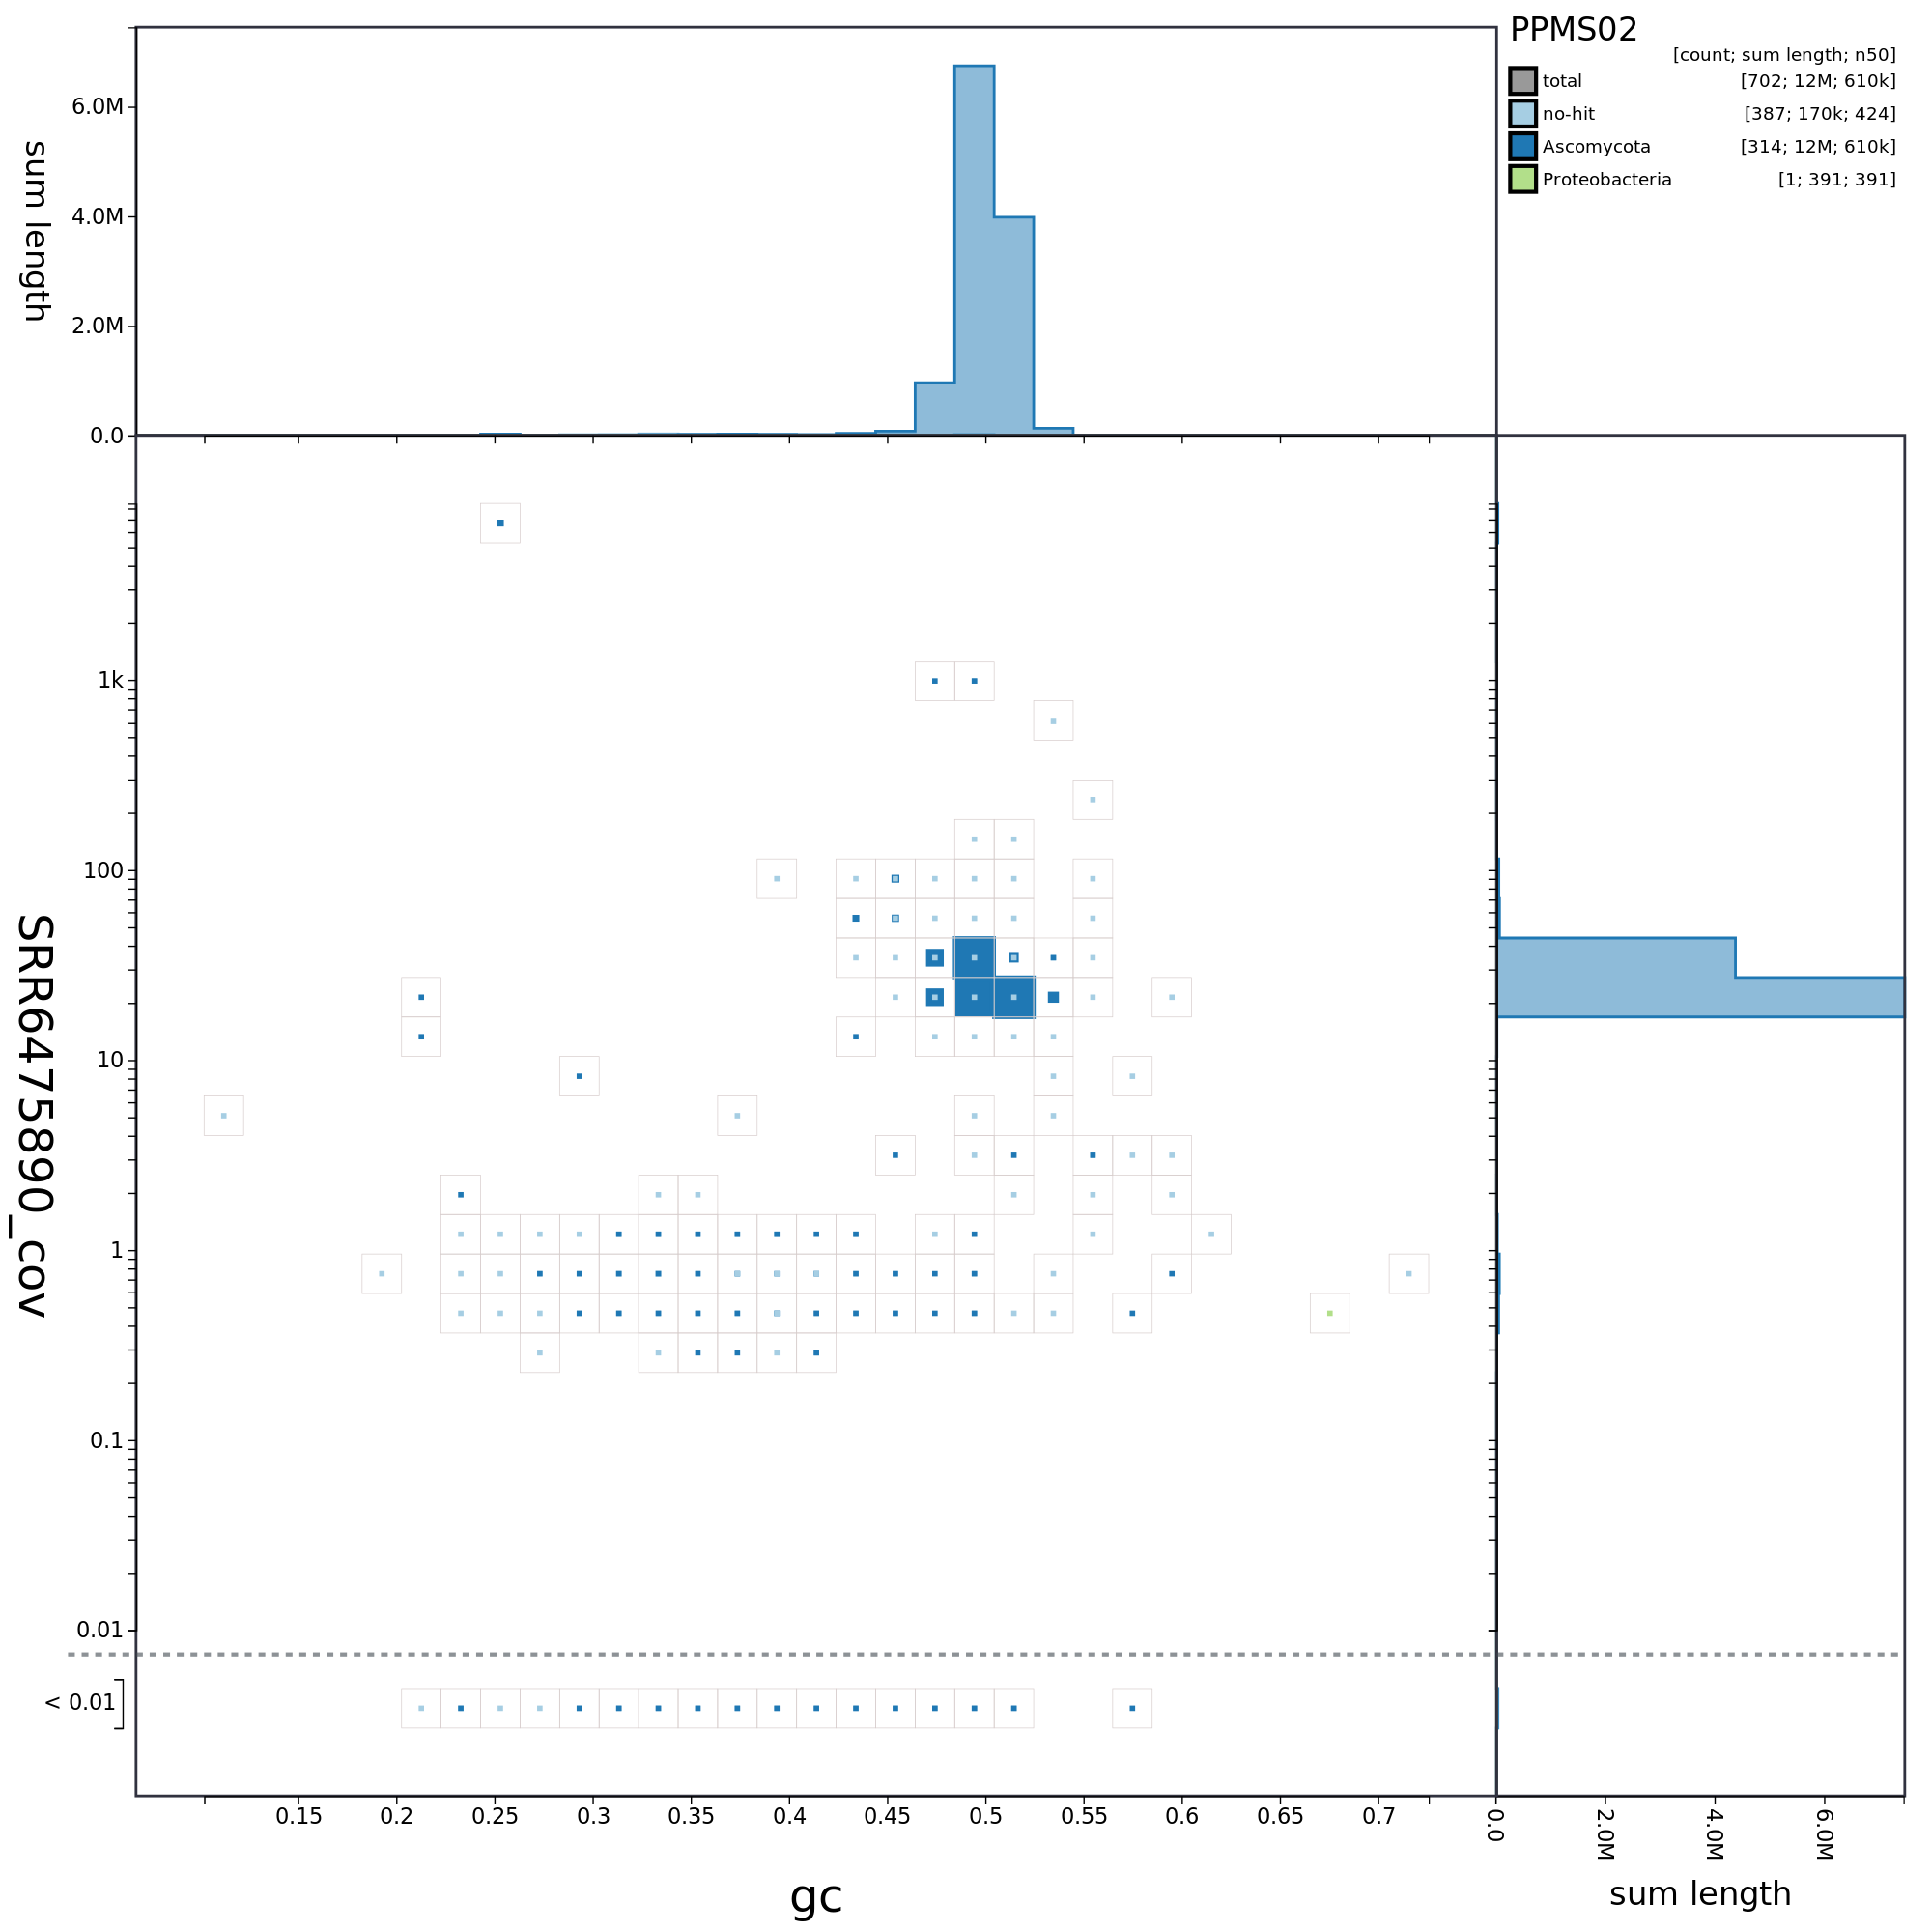 PPMS02
[count; sum length; n50]
total [702; 12M; 610k]
no-hit [387; 170k; 424]
Ascomycota [314; 12M; 610k]
Proteobacteria [1; 391; 391]
sum length
6.0M
4.0M
2.0M
0.0
SRR6475890_cov
1k
100
10
1
0.1
0.01
< 0.01
0.15 0.2 0.25 0.3 0.35 0.4 0.45 0.5 0.55 0.6 0.65 0.7
gc
0.0 2.0M 4.0M 6.0M
sum length